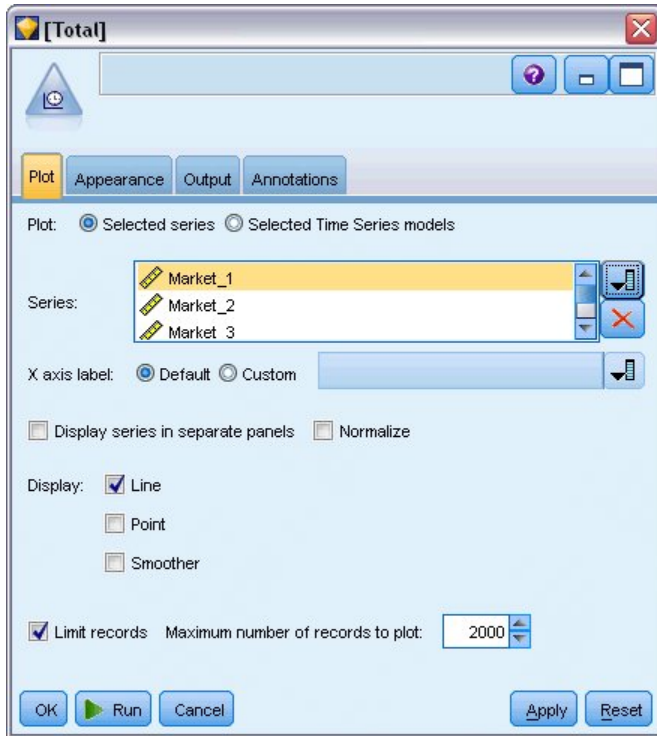 [Total]
Plot Appearance Output Annotations
Plot: Selected series Selected Time Series models
Series:
Market_1
Market_2
Market_3
X axis label: Default Custom
Display series in separate panels Normalize
Display: Line
Point
Smoother
Limit records Maximum number of records to plot: 2000
OK Run Cancel Apply Reset